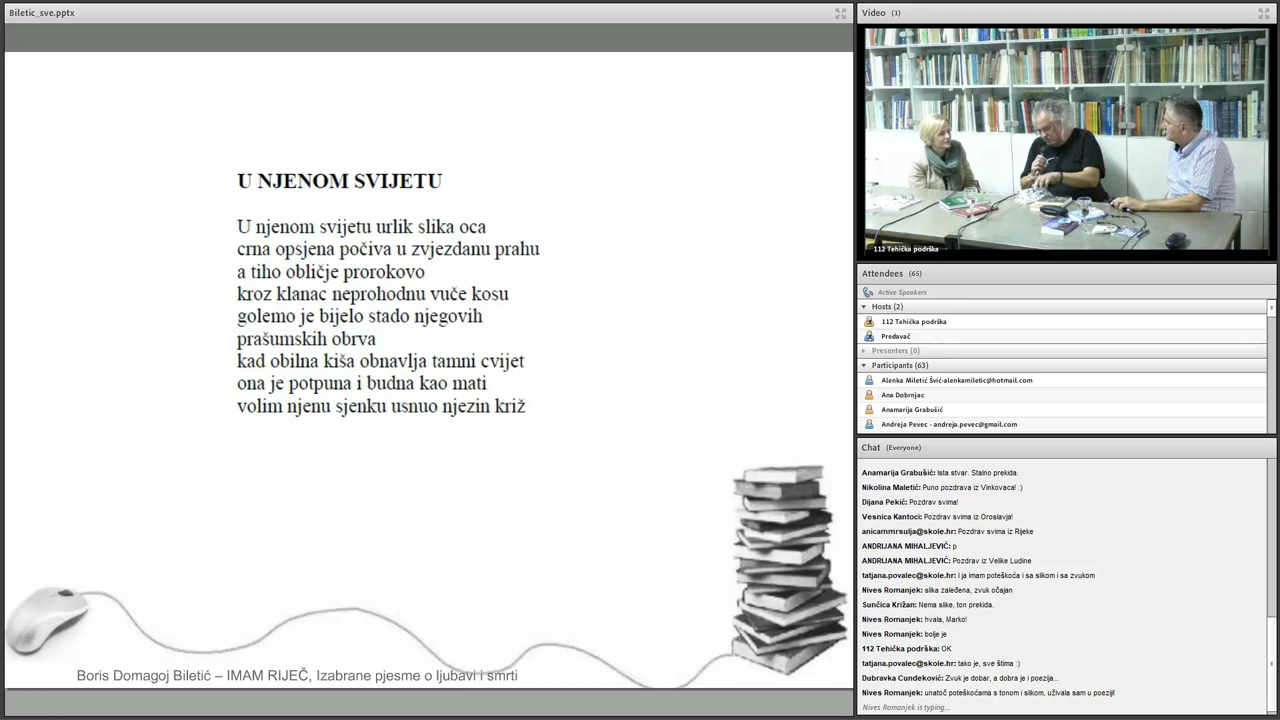 Biletic_sve.pptx
U NJENOM SVIJETU
U njenom svijetu urlik slika oca
crna opsjena počiva u zvjezdanu prahu
a tiho obličje prorokovo
kroz klanac neprohodnu vuče kosu
golemo je bijelo stado njegovih
prašumskih obrva
kad obilna kiša obnavlja tamni cvijet
ona je potpuna i budna kao mati
volim njenu sjenku usnuo njezin križ
Boris Domagoj Biletić – IMAM RIJEČ, Izabrane pjesme o ljubavi i smrti
Video (1)
112 Tehička podrška
Attendees (65)
Active Speakers
Hosts (2)
112 Tehička podrška
Predavač
Presenters (0)
Participants (63)
Alenka Miletić Švić-alenkamiletic@hotmail.com
Ana Dobrnjac
Anamarija Grabušić
Andreja Pevec - andreja.pevec@gmail.com
Chat (Everyone)
Anamarija Grabušić: Ista stvar. Stalno prekida.
Nikolina Maletić: Puno pozdrava iz Vinkovaca! :)
Dijana Pekić: Pozdrav svima!
Vesnica Kantoci: Pozdrav svima iz Oroslavja!
anicammrsulja@skole.hr: Pozdrav svima iz Rijeke
ANDRIJANA MIHALJEVIĆ: p
ANDRIJANA MIHALJEVIĆ: Pozdrav iz Velike Ludine
tatjana.povalec@skole.hr: I ja imam poteškoća i sa slikom i sa zvukom
Nives Romanjek: slika zaleđena, zvuk očajan
Sunčica Križan: Nema slike, ton prekida.
Nives Romanjek: hvala, Marko!
Nives Romanjek: bolje je
112 Tehička podrška: OK
tatjana.povalec@skole.hr: tako je, sve štima :)
Dubravka Cundeković: Zvuk je dobar, a dobra je i poezija...
Nives Romanjek: unatoč poteškoćama s tonom i slikom, uživala sam u poeziji!
Nives Romanjek is typing...